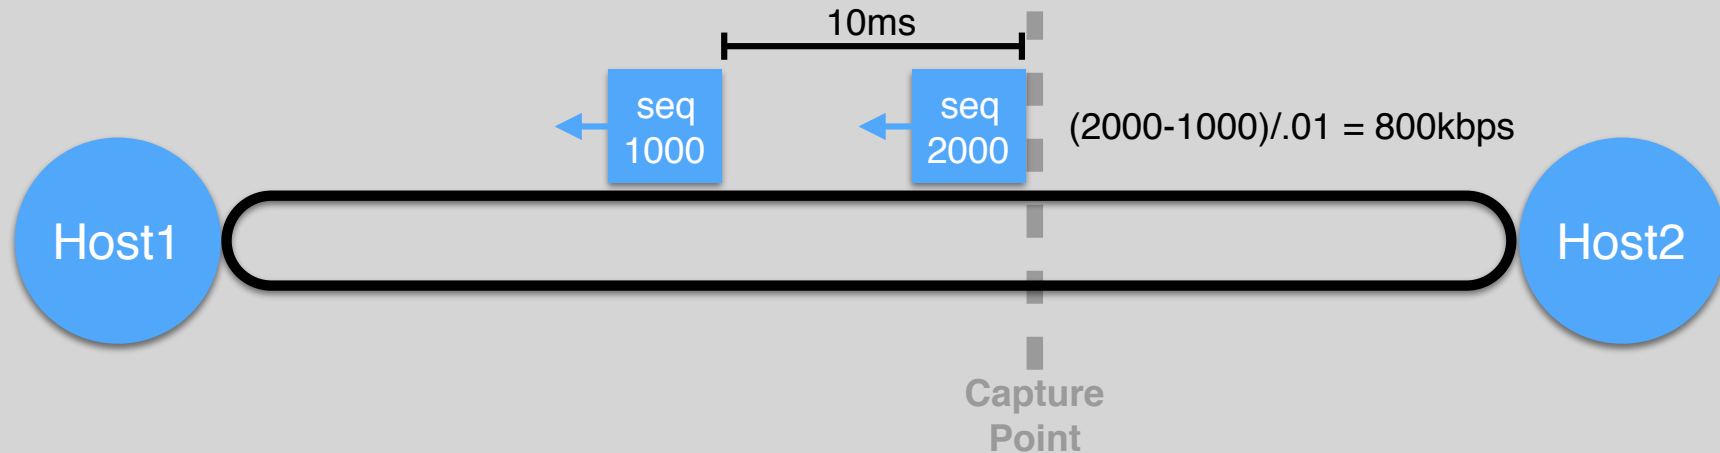 10ms
seq
1000
seq
2000
(2000-1000)/.01 = 800kbps
Host1
Host2
Capture
Point